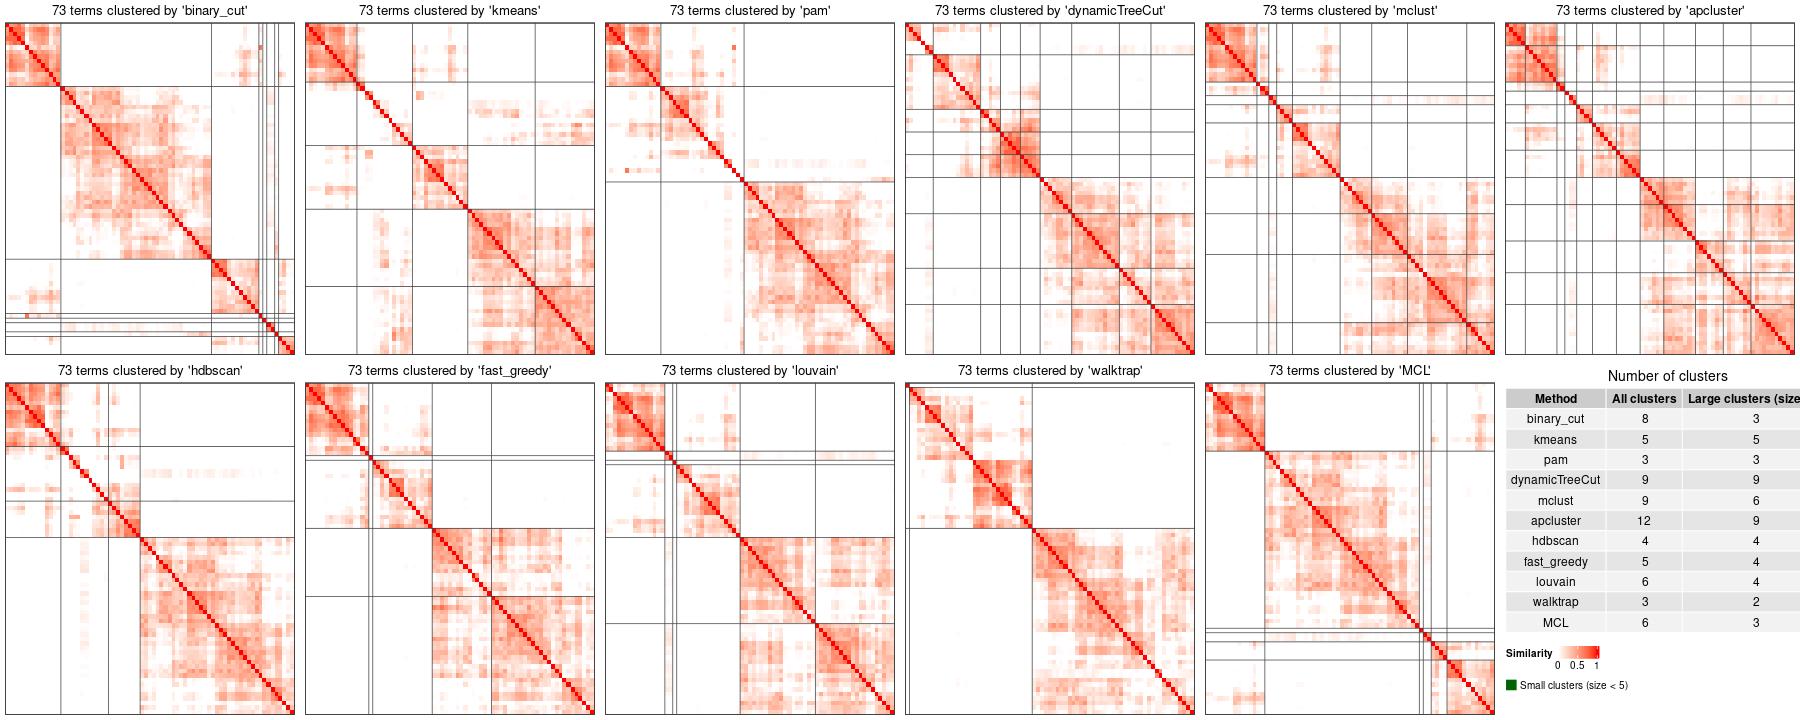 73 terms clustered by 'binary_cut'
73 terms clustered by 'kmeans'
73 terms clustered by 'pam'
73 terms clustered by 'dynamicTreeCut'
73 terms clustered by 'mclust'
73 terms clustered by 'apcluster'
73 terms clustered by 'hdbscan'
73 terms clustered by 'fast_greedy'
73 terms clustered by 'louvain'
73 terms clustered by 'walktrap'
73 terms clustered by 'MCL'
Number of clusters
Method All clusters Large clusters (size
binary_cut 8 3
kmeans 5 5
pam 3 3
dynamicTreeCut 9 9
mclust 9 6
apcluster 12 9
hdbscan 4 4
fast_greedy 5 4
louvain 6 4
walktrap 3 2
MCL 6 3
Similarity
0 0.5 1
Small clusters (size < 5)